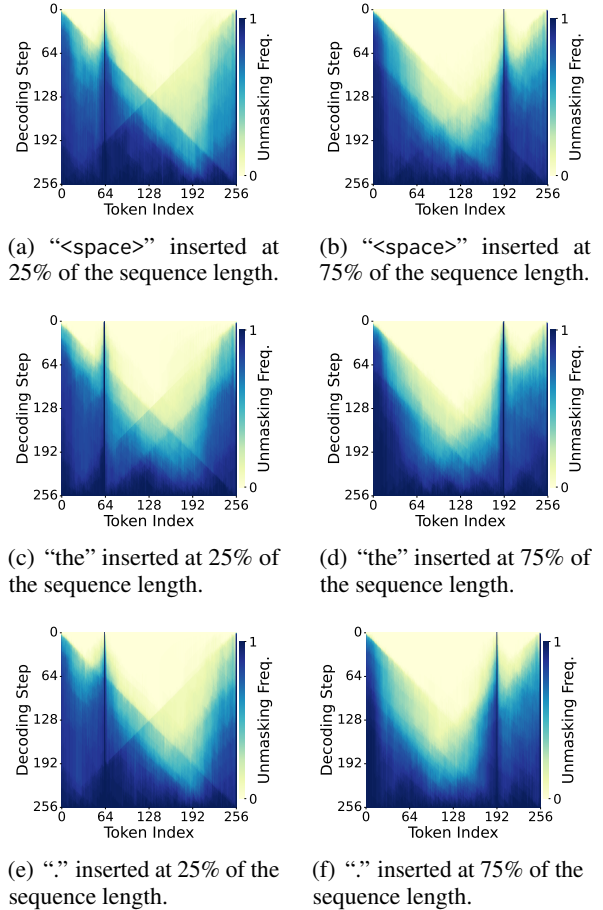 0
64
128
192
256
0 64 128 192 256
Decoding Step
Token Index
1
0
Unmasking Freq.
0
64
128
192
256
0 64 128 192 256
Decoding Step
Token Index
1
0
Unmasking Freq.
(a) “<space>” inserted at
25% of the sequence length.
(b) “<space>” inserted at
75% of the sequence length.
0
64
128
192
256
0 64 128 192 256
Decoding Step
Token Index
1
0
Unmasking Freq.
0
64
128
192
256
0 64 128 192 256
Decoding Step
Token Index
1
0
Unmasking Freq.
(c) “the” inserted at 25% of
the sequence length.
(d) “the” inserted at 75% of
the sequence length.
0
64
128
192
256
0 64 128 192 256
Decoding Step
Token Index
1
0
Unmasking Freq.
0
64
128
192
256
0 64 128 192 256
Decoding Step
Token Index
1
0
Unmasking Freq.
(e) “.” inserted at 25% of the
sequence length.
(f) “.” inserted at 75% of the
sequence length.